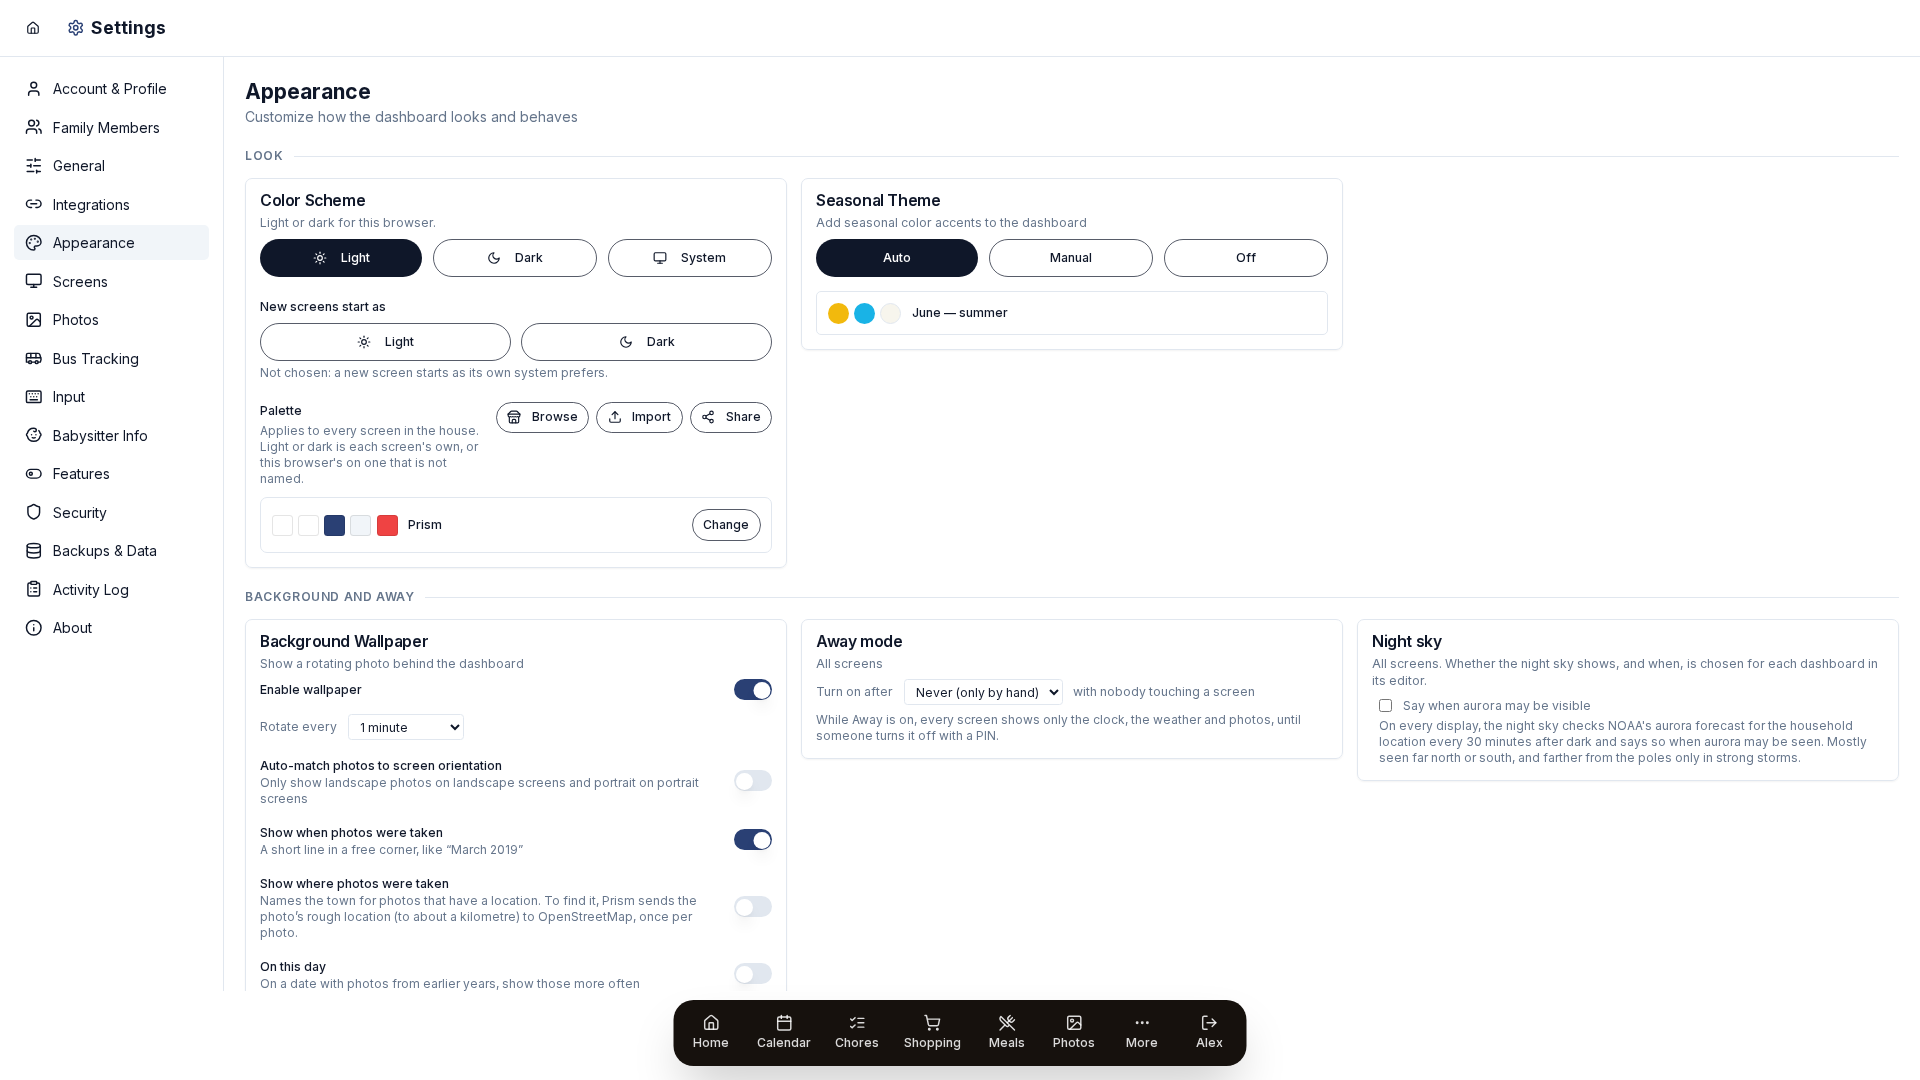 Settings
Account & Profile
Family Members
General
Integrations
Appearance
Screens
Photos
Bus Tracking
Input
Babysitter Info
Features
Security
Backups & Data
Activity Log
About
Appearance
Customize how the dashboard looks and behaves
LOOK
Color Scheme
Light or dark for this browser.
Light
Dark
System
New screens start as
Light
Dark
Not chosen: a new screen starts as its own system prefers.
Palette
Applies to every screen in the house.
Light or dark is each screen's own, or
this browser's on one that is not
named.
Browse
Import
Share
Prism
Change
Seasonal Theme
Add seasonal color accents to the dashboard
Auto
Manual
Off
June — summer
BACKGROUND AND AWAY
Background Wallpaper
Show a rotating photo behind the dashboard
Enable wallpaper
Rotate every 1 minute
Auto-match photos to screen orientation
Only show landscape photos on landscape screens and portrait on portrait
screens
Show when photos were taken
A short line in a free corner, like “March 2019”
Show where photos were taken
Names the town for photos that have a location. To find it, Prism sends the
photo’s rough location (to about a kilometre) to OpenStreetMap, once per
photo.
On this day
On a date with photos from earlier years, show those more often
Away mode
All screens
Turn on after Never (only by hand) with nobody touching a screen
While Away is on, every screen shows only the clock, the weather and photos, until
someone turns it off with a PIN.
Night sky
All screens. Whether the night sky shows, and when, is chosen for each dashboard in
its editor.
Say when aurora may be visible
On every display, the night sky checks NOAA's aurora forecast for the household
location every 30 minutes after dark and says so when aurora may be seen. Mostly
seen far north or south, and farther from the poles only in strong storms.
Home
Calendar
Chores
Shopping
Meals
Photos
More
Alex